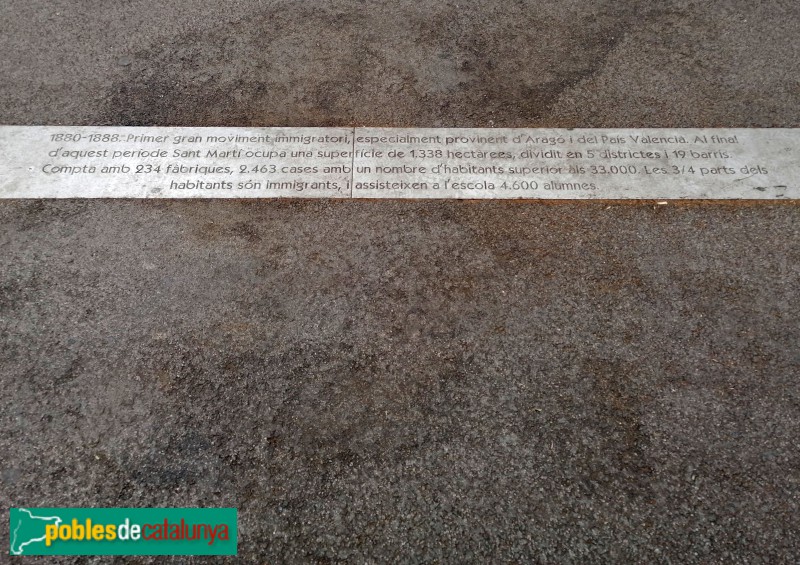 1880-1888: Primer gran moviment immigratori, especialment provinent d'Aragó i del País Valencià. Al final
d'aquest període Sant Martí ocupa una superfície de 1.338 hectàrees, dividit en 5 districtes i 19 barris.
Compta amb 234 fàbriques, 2.463 cases amb un nombre d'habitants superior als 33.000. Les 3/4 parts dels
habitants són immigrants, i assisteixen a l'escola 4.600 alumnes.
poblesdecatalunya